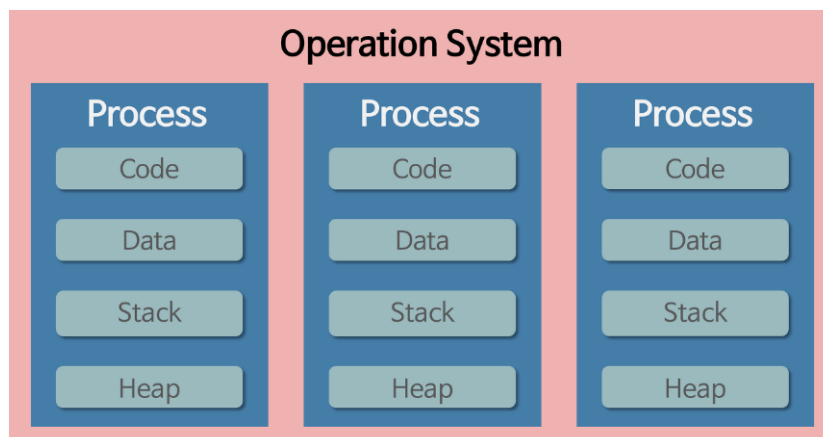 Operation System
Process
Code
Data
Stack
Heap
Process
Code
Data
Stack
Heap
Process
Code
Data
Stack
Heap